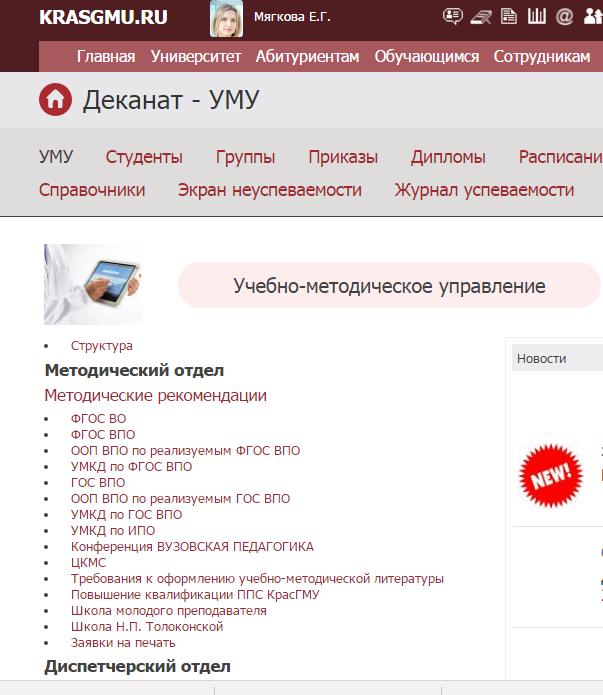 KRASGMU.RU Мягкова Е.Г.
Главная Университет Абитуриентам Обучающимся Сотрудникам
Деканат - УМУ
УМУ Студенты Группы Приказы Дипломы Расписани
Справочники Экран неуспеваемости Журнал успеваемости
Учебно-методическое управление
Структура
Методический отдел
Методические рекомендации
ФГОС ВО
ФГОС ВПО
ООП ВПО по реализуемым ФГОС ВПО
УМКД по ФГОС ВПО
ГОС ВПО
ООП ВПО по реализуемым ГОС ВПО
УМКД по ГОС ВПО
УМКД по ИПО
Конференция ВУЗОВСКАЯ ПЕДАГОГИКА
ЦКМС
Требования к оформлению учебно-методической литературы
Повышение квалификации ППС КрасГМУ
Школа молодого преподавателя
Школа Н.П. Толоконской
Заявки на печать
Диспетчерский отдел
Новости
NEW!